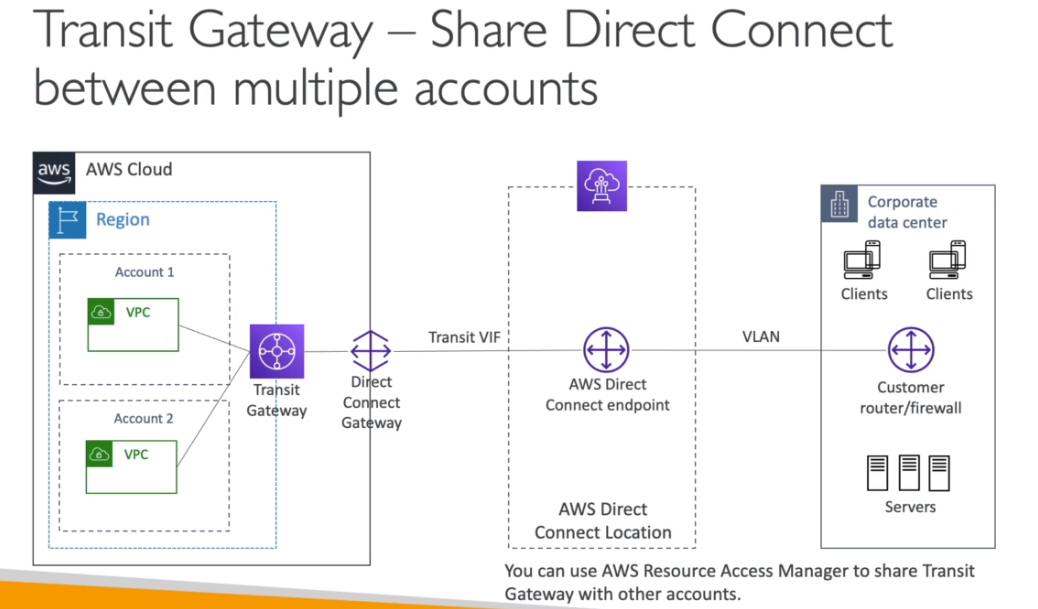 Transit Gateway – Share Direct Connect
between multiple accounts
aws
AWS Cloud
Region
Account 1
VPC
Transit
Gateway
Account 2
VPC
Direct
Connect
Gateway
Transit VIF
AWS Direct
Connect endpoint
AWS Direct
Connect Location
VLAN
Corporate
data center
Clients
Clients
Customer
router/firewall
Servers
You can use AWS Resource Access Manager to share Transit
Gateway with other accounts.